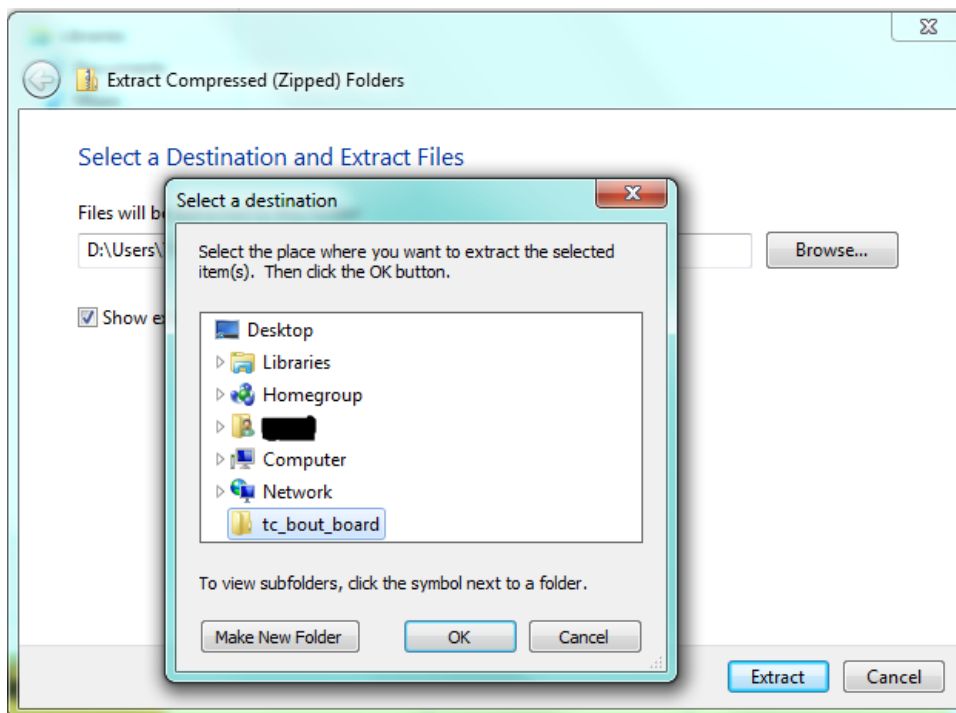 Extract Compressed (Zipped) Folders
Select a Destination and Extract Files
Files will b
D:\Users\
Browse...
Show ex
Select a destination
Select the place where you want to extract the selected
item(s). Then click the OK button.
Desktop
Libraries
Homegroup
Computer
Network
tc_bout_board
To view subfolders, click the symbol next to a folder.
Make New Folder
OK
Cancel
Extract
Cancel